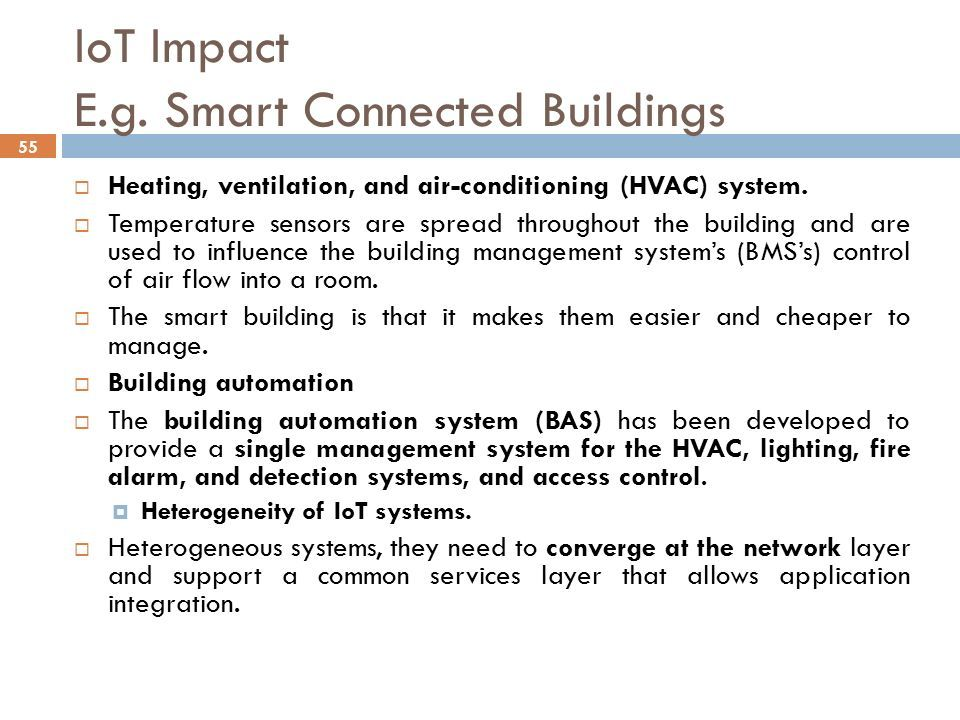 IoT Impact
E.g. Smart Connected Buildings
55
Heating, ventilation, and air-conditioning (HVAC) system.
Temperature sensors are spread throughout the building and are
used to influence the building management system’s (BMS’s) control
of air flow into a room.
The smart building is that it makes them easier and cheaper to
manage.
Building automation
The building automation system (BAS) has been developed to
provide a single management system for the HVAC, lighting, fire
alarm, and detection systems, and access control.
Heterogeneity of IoT systems.
Heterogeneous systems, they need to converge at the network layer
and support a common services layer that allows application
integration.